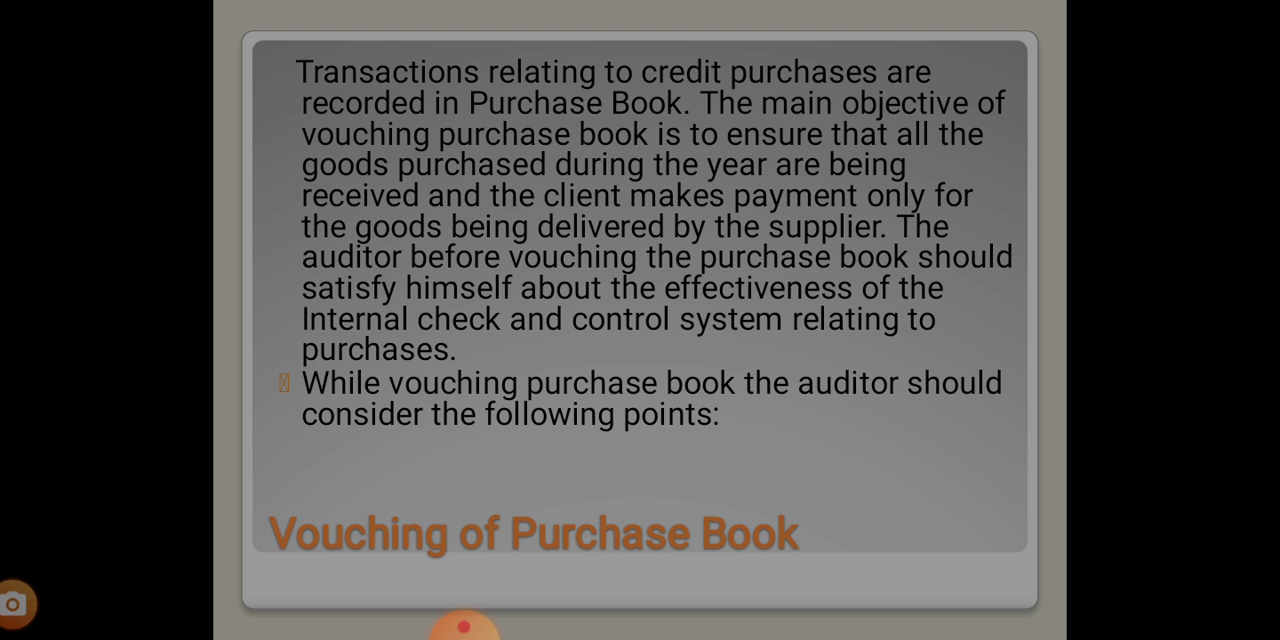 Transactions relating to credit purchases are
recorded in Purchase Book. The main objective of
vouching purchase book is to ensure that all the
goods purchased during the year are being
received and the client makes payment only for
the goods being delivered by the supplier. The
auditor before vouching the purchase book should
satisfy himself about the effectiveness of the
Internal check and control system relating to
purchases.
While vouching purchase book the auditor should
consider the following points:
Vouching of Purchase Book